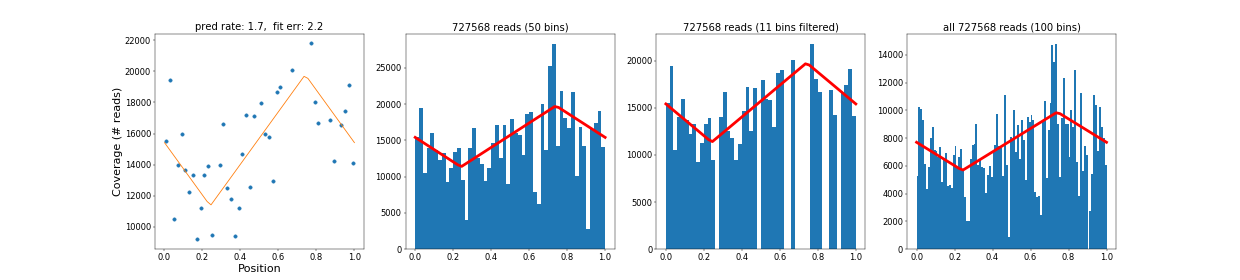 pred rate: 1.7,  fit err: 2.2
Coverage (# reads)
22000
20000
18000
16000
14000
12000
10000
0.0 0.2 0.4 0.6 0.8 1.0
Position
727568 reads (50 bins)
25000
20000
15000
10000
5000
0
0.0 0.2 0.4 0.6 0.8 1.0
727568 reads (11 bins filtered)
20000
15000
10000
5000
0
0.0 0.2 0.4 0.6 0.8 1.0
all 727568 reads (100 bins)
14000
12000
10000
8000
6000
4000
2000
0
0.0 0.2 0.4 0.6 0.8 1.0